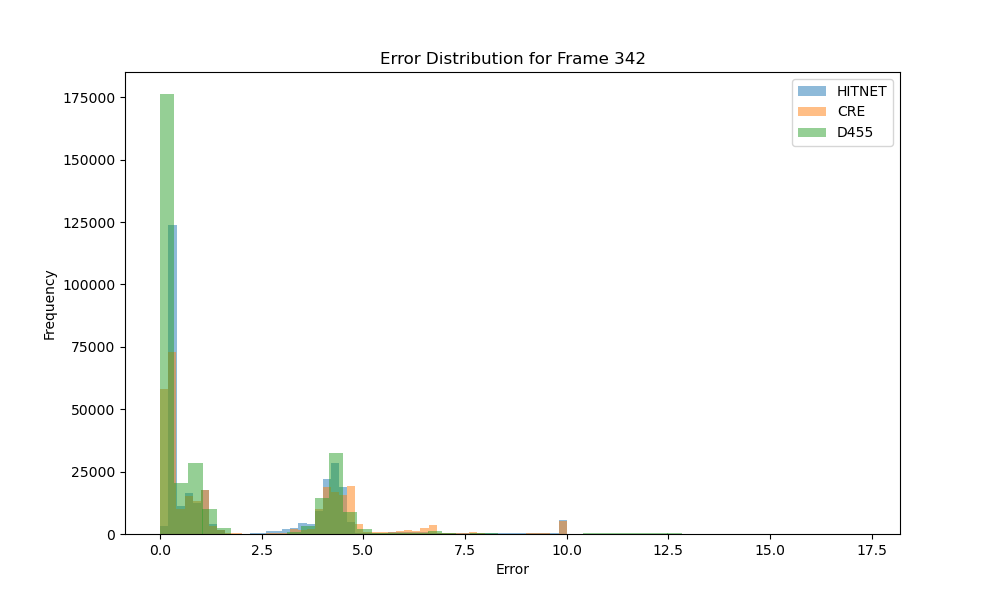 Error Distribution for Frame 342
HITNET
CRE
D455
175000
150000
125000
100000
75000
50000
25000
0
Frequency
0.0 2.5 5.0 7.5 10.0 12.5 15.0 17.5
Error